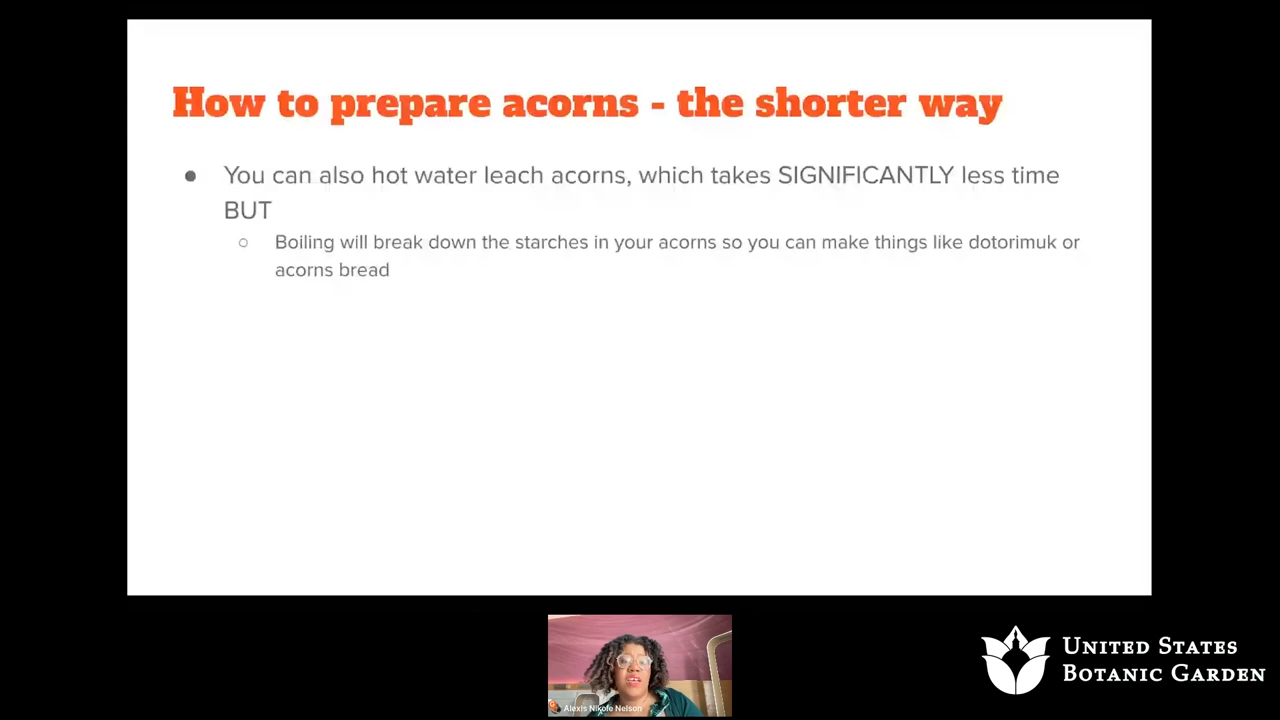 How to prepare acorns - the shorter way
● You can also hot water leach acorns, which takes SIGNIFICANTLY less time
BUT
○ Boiling will break down the starches in your acorns so you can make things like dotorimuk or
acorns bread
Alexis Nikole Nelson
UNITED STATES
BOTANIC GARDEN